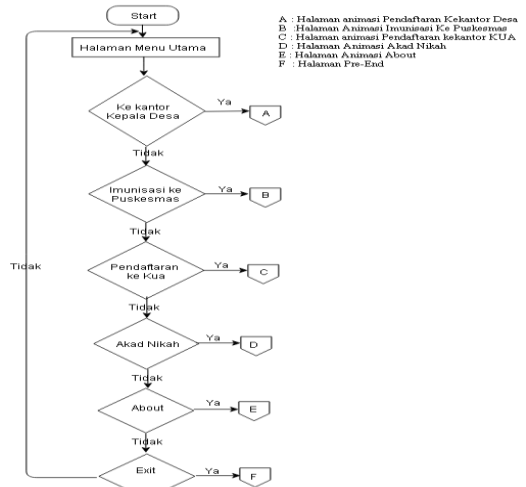 Start
Halaman Menu Utama
A : Halaman animasi Pendaftaran Kekantor Desa
B :Halaman Animasi Imunisasi Ke Puskesmas
C : Halaman animasi Pendaftaran kekantor KUA
D : Halaman Animasi Akad Nikah
E : Halaman Animasi About
F : Halaman Pre-End
Ke kantor
Kepala Desa
Ya
A
Tidak
Imunisasi ke
Puskesmas
Ya
B
Tidak
Pendaftaran
ke Kua
Ya
C
Tidak
Akad Nikah
Ya
D
Tidak
About
Ya
E
Tidak
Exit
Ya
F
Tidak